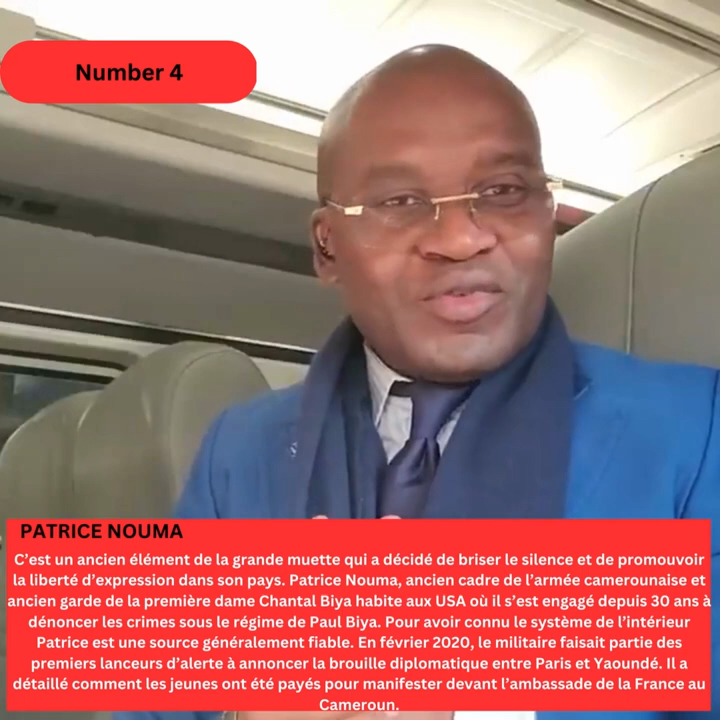 Number 4
PATRICE NOUMA
C'est un ancien élément de la grande muette qui a décidé de briser le silence et de promouvoir
la liberté d'expression dans son pays. Patrice Nouma, ancien cadre de l'armée camerounaise et
ancien garde de la première dame Chantal Biya habite aux USA où il s'est engagé depuis 30 ans à
dénoncer les crimes sous le régime de Paul Biya. Pour avoir connu le système de l'intérieur
Patrice est une source généralement fiable. En février 2020, le militaire faisait partie des
premiers lanceurs d'alerte à annoncer la brouille diplomatique entre Paris et Yaoundé. Il a
détaillé comment les jeunes ont été payés pour manifester devant l'ambassade de la France au
Cameroun.